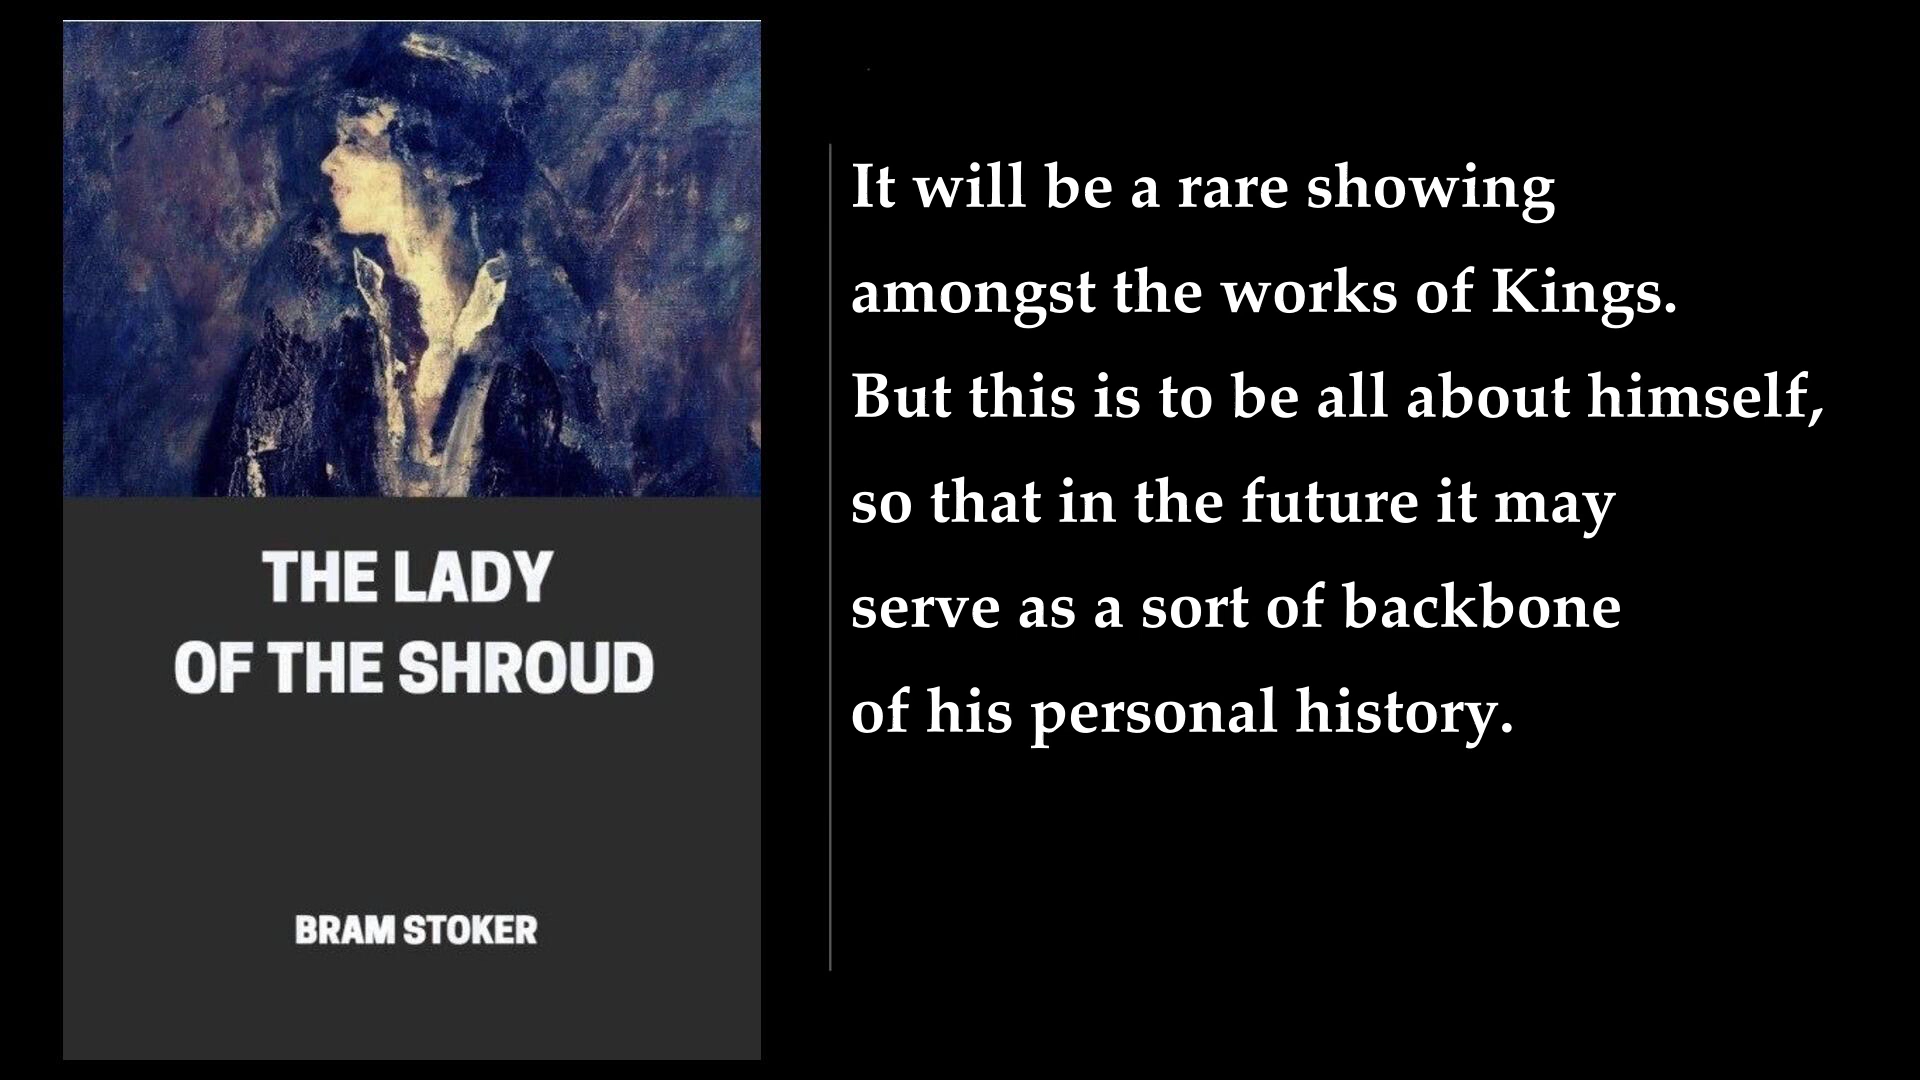 THE LADY
OF THE SHROUD
BRAM STOKER
It will be a rare showing
amongst the works of Kings.
But this is to be all about himself,
so that in the future it may
serve as a sort of backbone
of his personal history.